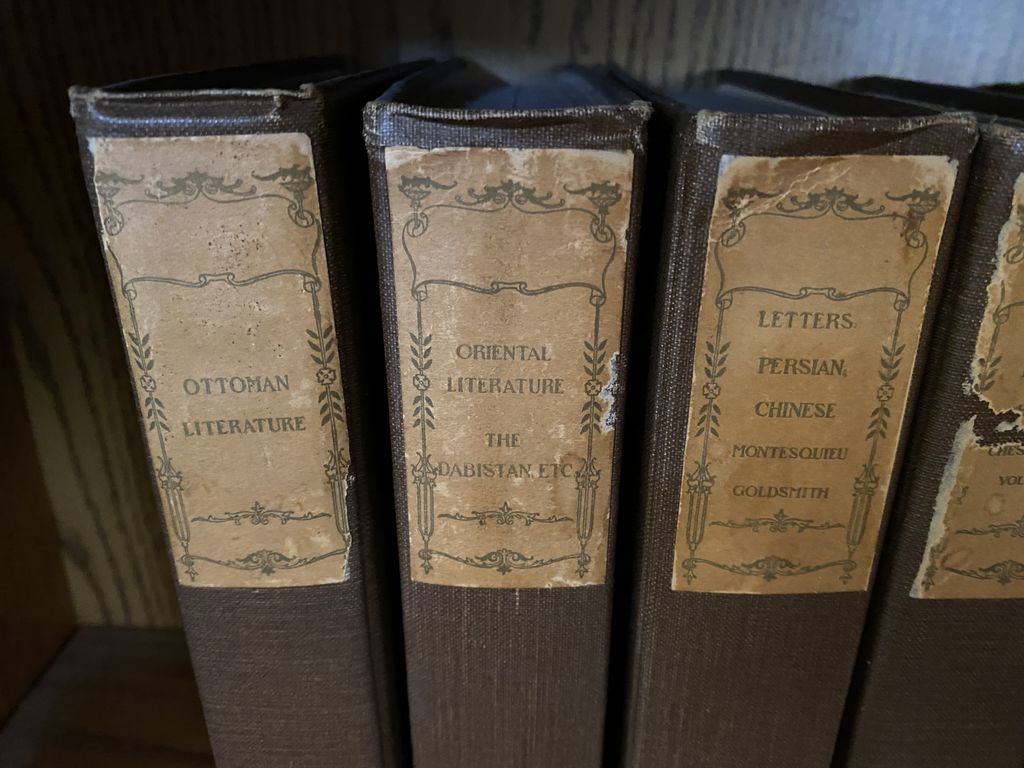 OTTOMAN
LITERATURE
ORIENTAL
LITERATURE
THE
DABISTAN, ETC.
LETTERS:
PERSIAN;
CHINESE
MONTESQUIEU
GOLDSMITH